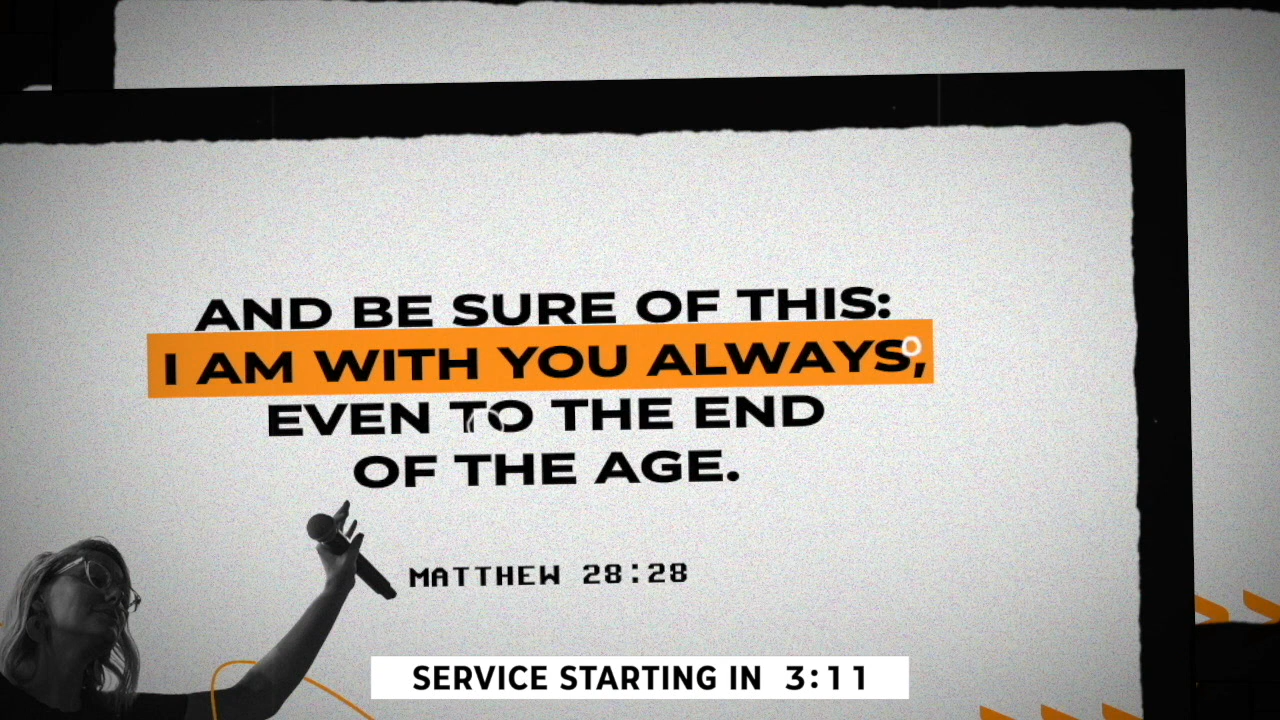 AND BE SURE OF THIS:
I AM WITH YOU ALWAYS,
EVEN TO THE END
OF THE AGE.
MATTHEW 28:28
SERVICE STARTING IN 3:11